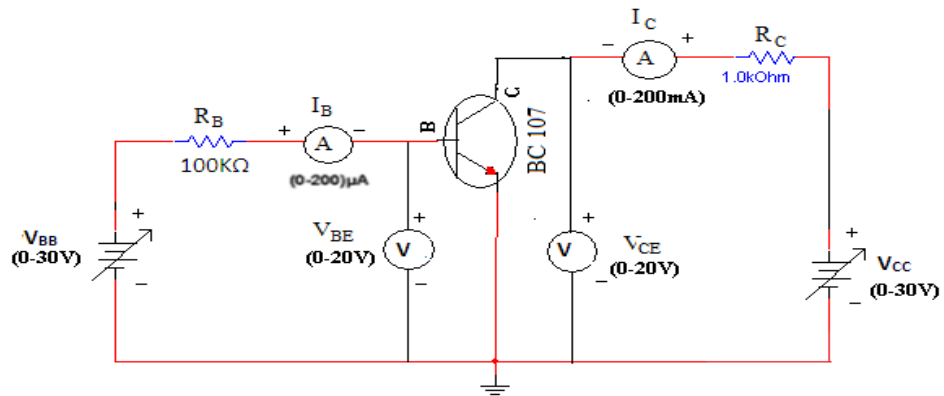 I C
− + R C
A
1.0kOhm
(0-200mA)
C
B
BC 107
R B
I B
+ −
A
100KΩ
(0-200)µA
+
V BB
(0-30V)
−
V BE
(0-20V)
+
V
−
+
V
−
V CE
(0-20V)
+
VCC
(0-30V)
−